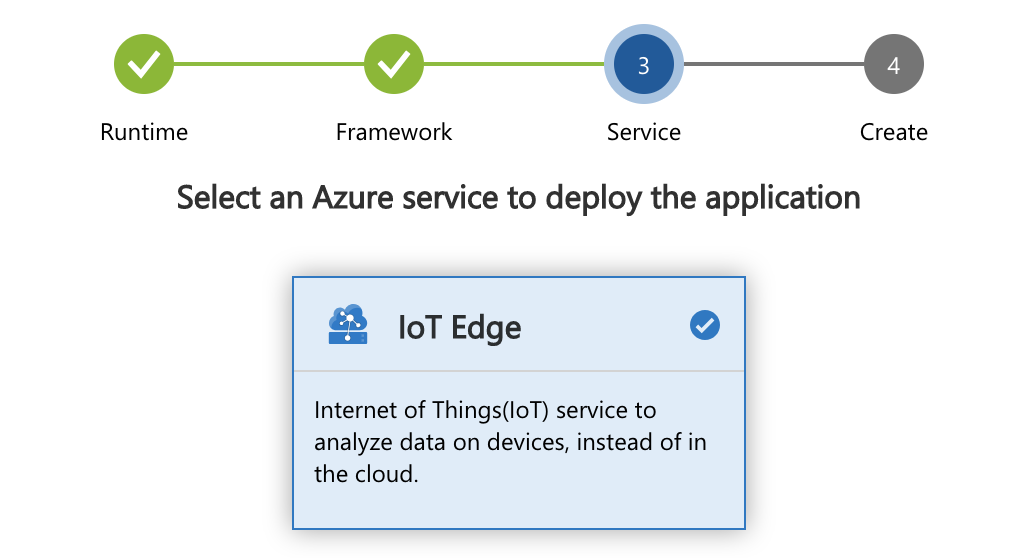 3
4
Runtime
Framework
Service
Create
Select an Azure service to deploy the application
IoT Edge
Internet of Things(IoT) service to
analyze data on devices, instead of in
the cloud.